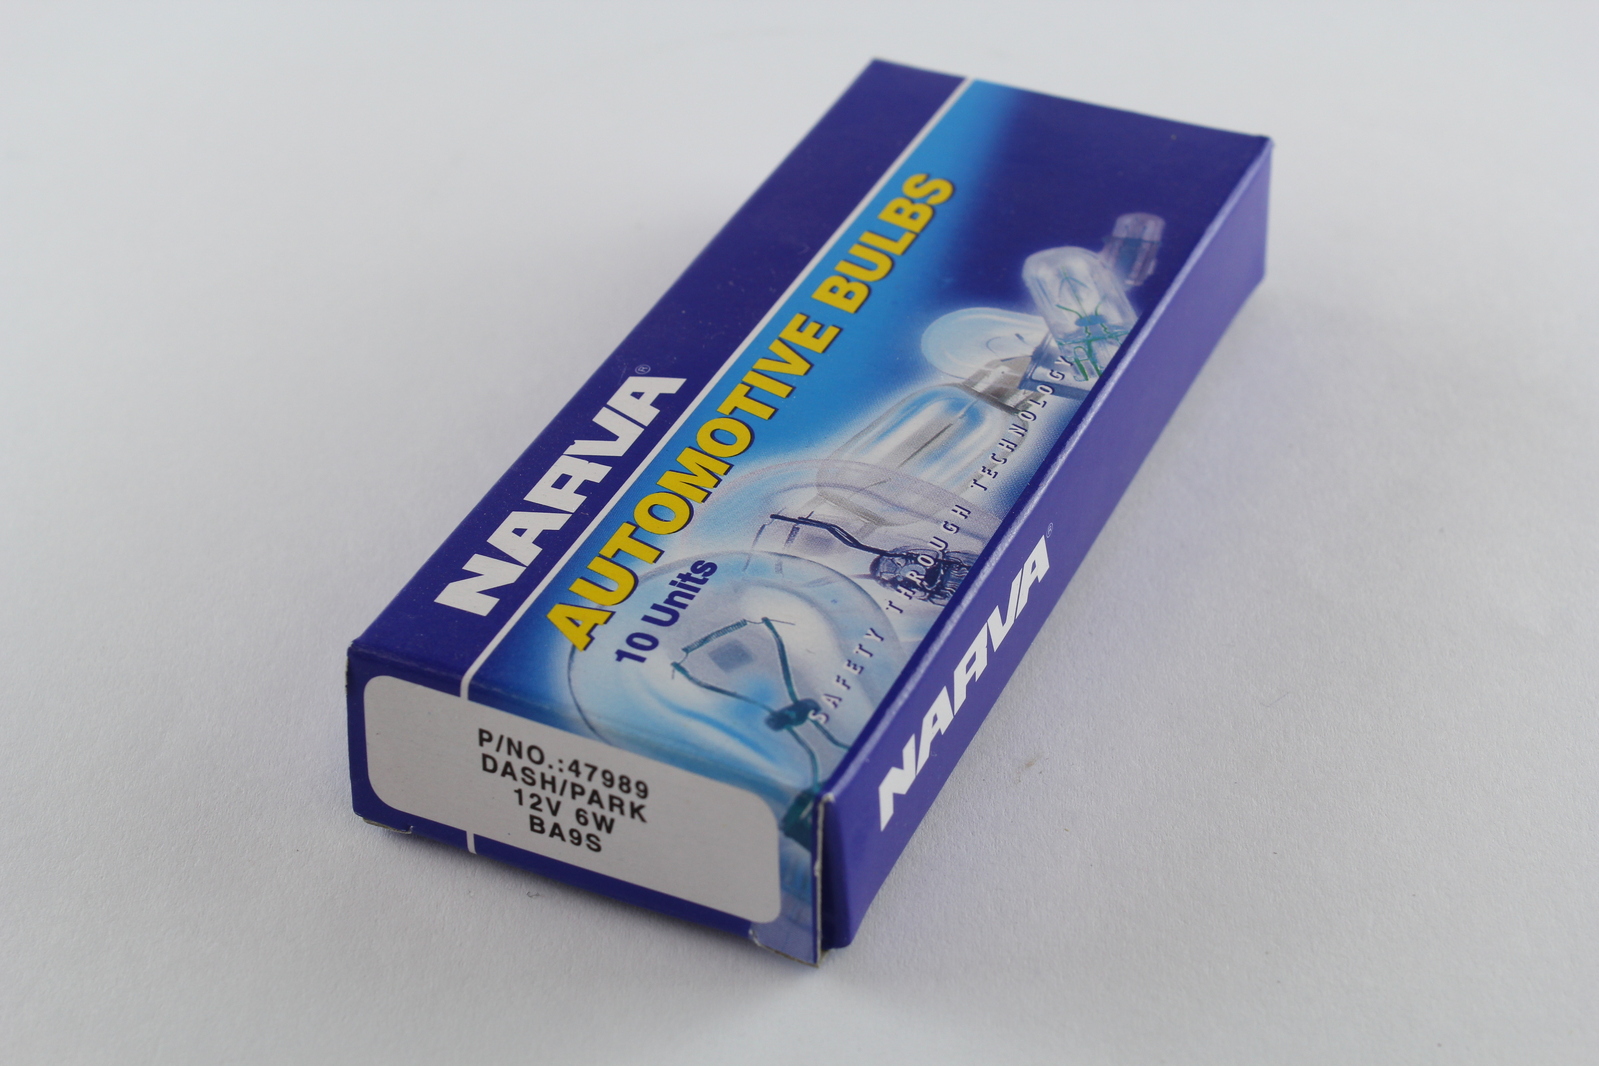 NARVA®
AUTOMOTIVE BULBS
10 Units
SAFETY THROUGH TECHNOLOGY
P/NO.:47989
DASH/PARK
12V 6W
BA9S
NARVA®